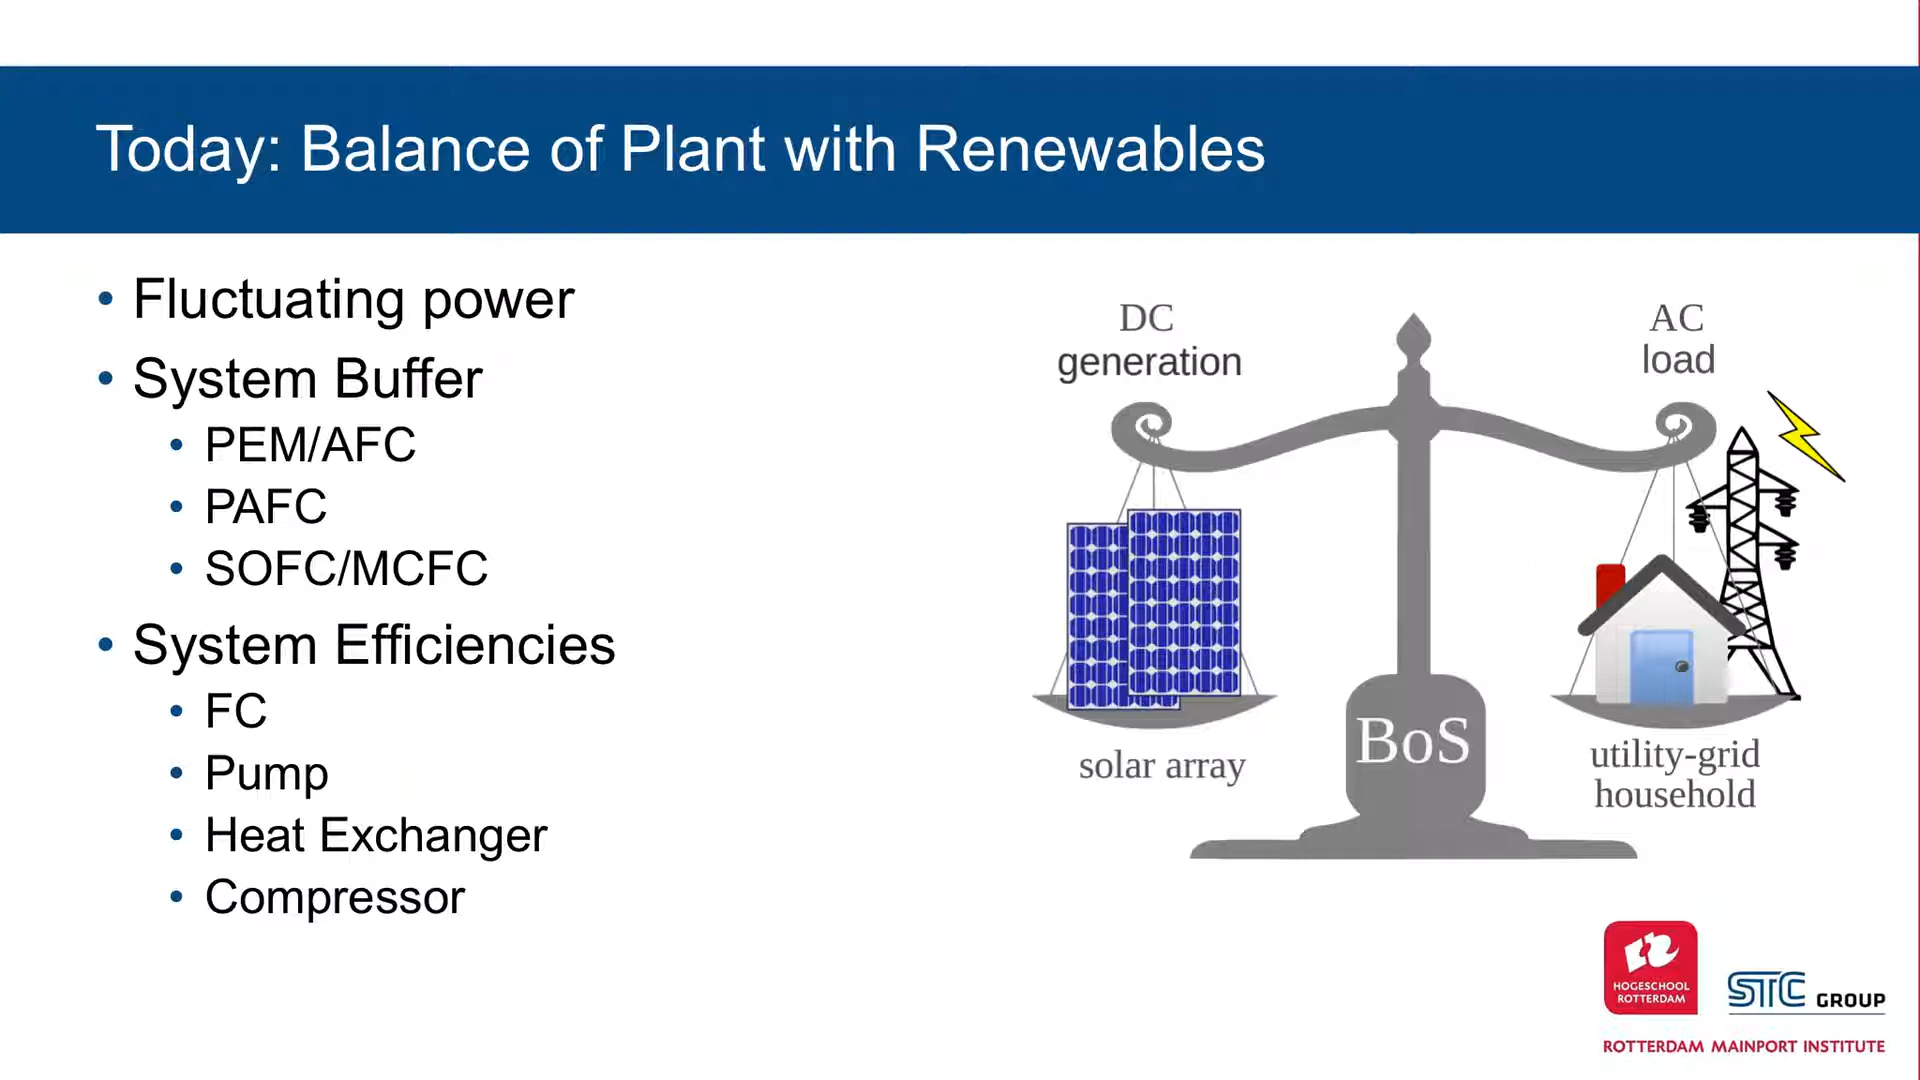 Today: Balance of Plant with Renewables
• Fluctuating power
• System Buffer
• PEM/AFC
• PAFC
• SOFC/MCFC
• System Efficiencies
• FC
• Pump
• Heat Exchanger
• Compressor
DC
generation
AC
load
solar array
BoS
utility-grid
household
HOGESCHOOL
ROTTERDAM
STC GROUP
ROTTERDAM MAINPORT INSTITUTE